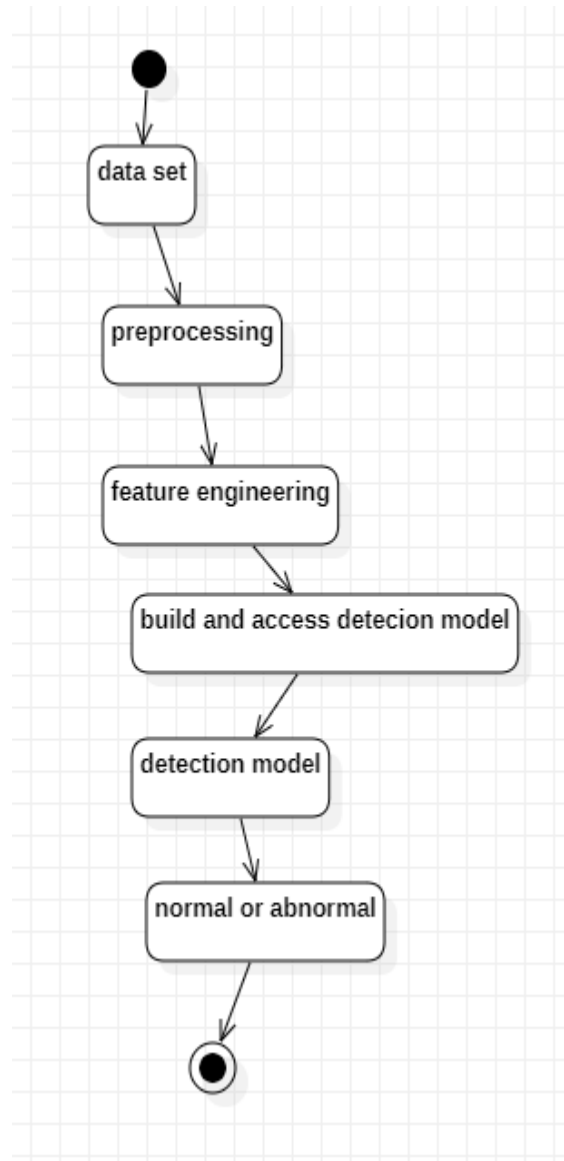 data set
preprocessing
feature engineering
build and access detecion model
detection model
normal or abnormal